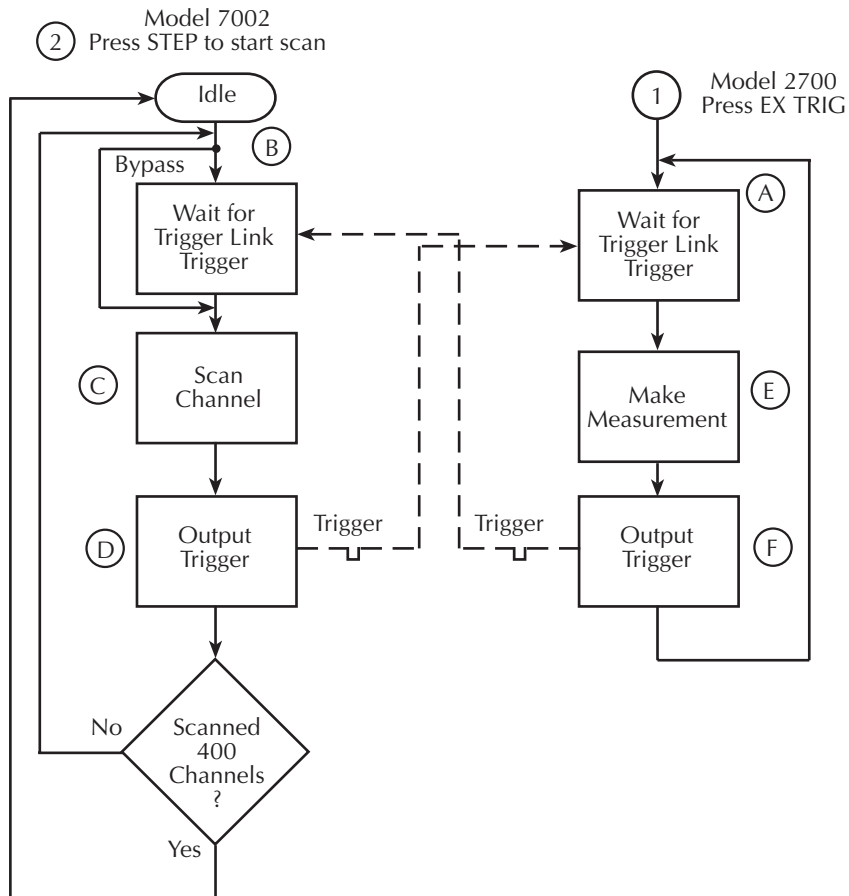 Model 7002
2 Press STEP to start scan
Idle
B
Bypass
Wait for
Trigger Link
Trigger
C
Scan
Channel
D
Output
Trigger
Trigger
No
Scanned
400
Channels
?
Yes
1
Model 2700
Press EX TRIG
A
Wait for
Trigger Link
Trigger
Make
Measurement
E
Trigger
Output
Trigger
F